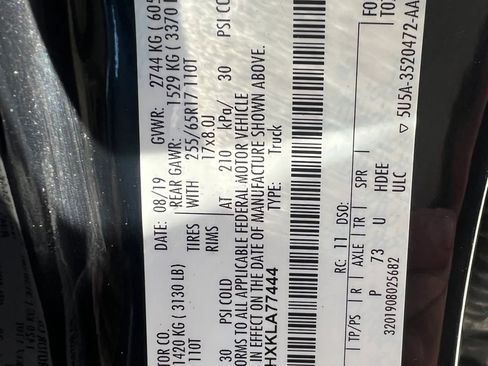 DATE: 08/19 GVWR: 2744 KG ( 605
TOR CO.
1420 KG ( 3130 LB) REAR GAWR: 1529 KG ( 3370
110T TIRES WITH 255/65R17 110T
RIMS 17x8.0J
30 PSI COLD AT 210 kPa/ 30 PSI COLD
ORMS TO ALL APPLICABLE FEDERAL MOTOR VEHICLE
IN EFFECT ON THE DATE OF MANUFACTURE SHOWN ABOVE.
HXKLA77444 TYPE: Truck
RC: 11 DSO: FO
TO
TP/PS R AXLE TR SPR
P 73 U HDEE
ULC
3201908025682 ▽ 5U5A-3520472-AA